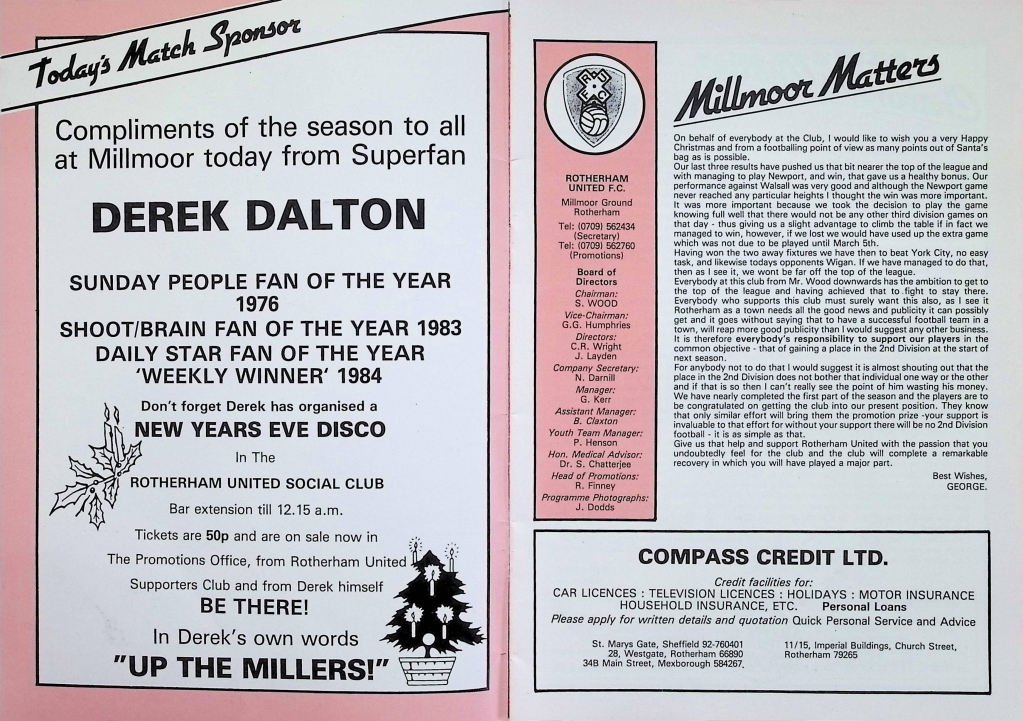 Today's Match Sponsor
Compliments of the season to all
at Millmoor today from Superfan
DEREK DALTON
SUNDAY PEOPLE FAN OF THE YEAR
1976
SHOOT/BRAIN FAN OF THE YEAR 1983
DAILY STAR FAN OF THE YEAR
'WEEKLY WINNER' 1984
Don't forget Derek has organised a
NEW YEARS EVE DISCO
In The
ROTHERHAM UNITED SOCIAL CLUB
Bar extension till 12.15 a.m.
Tickets are 50p and are on sale now in
The Promotions Office, from Rotherham United
Supporters Club and from Derek himself
BE THERE!
In Derek's own words
"UP THE MILLERS!"
ROTHERHAM
UNITED F.C.
Millmoor Ground
Rotherham
Tel: (0709) 562434
(Secretary)
Tel: (0709) 562760
(Promotions)
Board of
Directors
Chairman:
S. WOOD
Vice-Chairman:
G.G. Humphries
Directors:
C.R. Wright
J. Layden
Company Secretary:
N. Darnill
Manager:
G. Kerr
Assistant Manager:
B. Claxton
Youth Team Manager:
P. Henson
Hon. Medical Advisor:
Dr. S. Chatterjee
Head of Promotions:
R. Finney
Programme Photographs:
J. Dodds
Millmoor Matters
On behalf of everybody at the Club, I would like to wish you a very Happy
Christmas and from a footballing point of view as many points out of Santa's
bag as is possible.
Our last three results have pushed us that bit nearer the top of the league and
with managing to play Newport, and win, that gave us a healthy bonus. Our
performance against Walsall was very good and although the Newport game
never reached any particular heights I thought the win was more important.
It was more important because we took the decision to play the game
knowing full well that there would not be any other third division games on
that day - thus giving us a slight advantage to climb the table if in fact we
managed to win, however, if we lost we would have used up the extra game
which was not due to be played until March 5th.
Having won the two away fixtures we have then to beat York City, no easy
task, and likewise todays opponents Wigan. If we have managed to do that,
then as I see it, we wont be far off the top of the league.
Everybody at this club from Mr. Wood downwards has the ambition to get to
the top of the league and having achieved that to fight to stay there.
Everybody who supports this club must surely want this also, as I see it
Rotherham as a town needs all the good news and publicity it can possibly
get and it goes without saying that to have a successful football team in a
town, will reap more good publicity than I would suggest any other business.
It is therefore everybody's responsibility to support our players in the
common objective - that of gaining a place in the 2nd Division at the start of
next season.
For anybody not to do that I would suggest it is almost shouting out that the
place in the 2nd Division does not bother that individual one way or the other
and if that is so then I can't really see the point of him wasting his money.
We have nearly completed the first part of the season and the players are to
be congratulated on getting the club into our present position. They know
that only similar effort will bring them the promotion prize -your support is
invaluable to that effort for without your support there will be no 2nd Division
football - it is as simple as that.
Give us that help and support Rotherham United with the passion that you
undoubtedly feel for the club and the club will complete a remarkable
recovery in which you will have played a major part.
Best Wishes,
GEORGE.
COMPASS CREDIT LTD.
Credit facilities for:
CAR LICENCES : TELEVISION LICENCES : HOLIDAYS : MOTOR INSURANCE
HOUSEHOLD INSURANCE, ETC. Personal Loans
Please apply for written details and quotation Quick Personal Service and Advice
St. Marys Gate, Sheffield 92-760401
28, Westgate, Rotherham 66890
34B Main Street, Mexborough 584267.
11/15, Imperial Buildings, Church Street,
Rotherham 79265